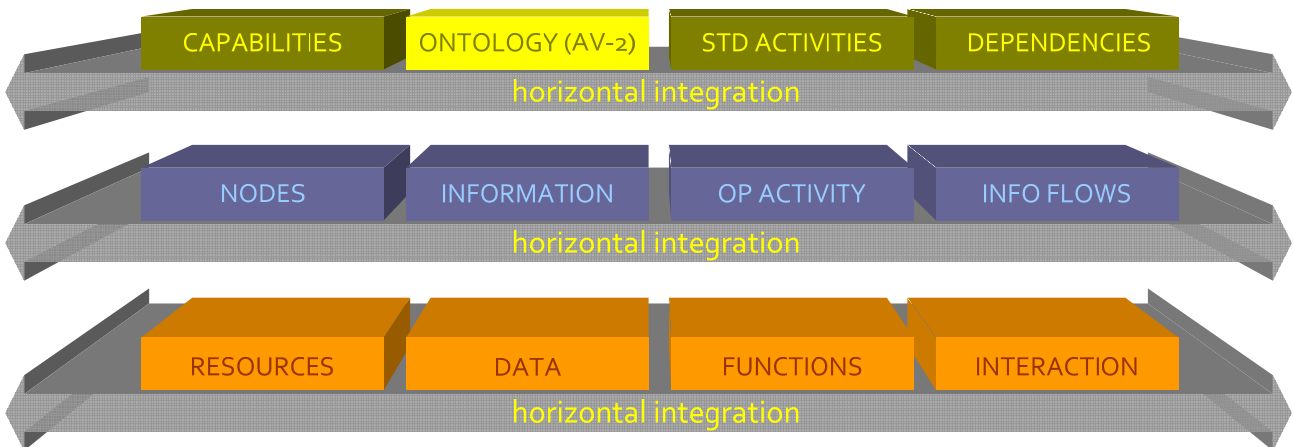 CAPABILITIES ONTOLOGY (AV-2) STD ACTIVITIES DEPENDENCIES
horizontal integration
NODES INFORMATION OP ACTIVITY INFO FLOWS
horizontal integration
RESOURCES DATA FUNCTIONS INTERACTION
horizontal integration